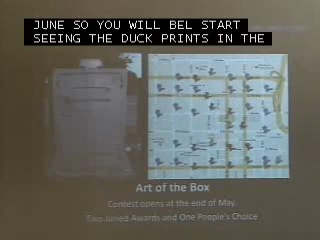 JUNE SO YOU WILL BEL START
SEEING THE DUCK PRINTS IN THE
Art of the Box
Contest opens at the end of May.
Two Juried Awards and One People's Choice